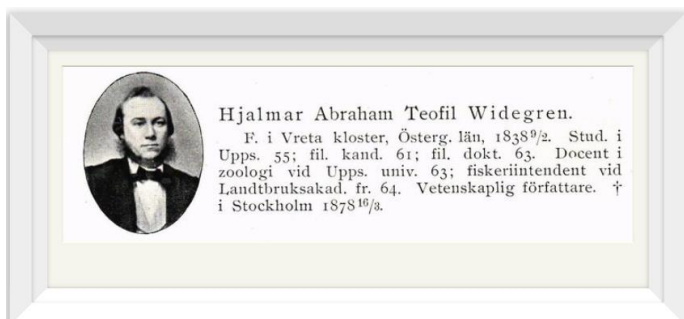 Hjalmar Abraham Teofil Widegren.
F. i Vreta kloster, Österg. län, 1838 9/2. Stud. i
Upps. 55; fil. kand. 61; fil. dokt. 63. Docent i
zoologi vid Upps. univ. 63; fiskeriintendent vid
Landtbruksakad. fr. 64. Vetenskaplig författare. †
i Stockholm 1878 16/3.